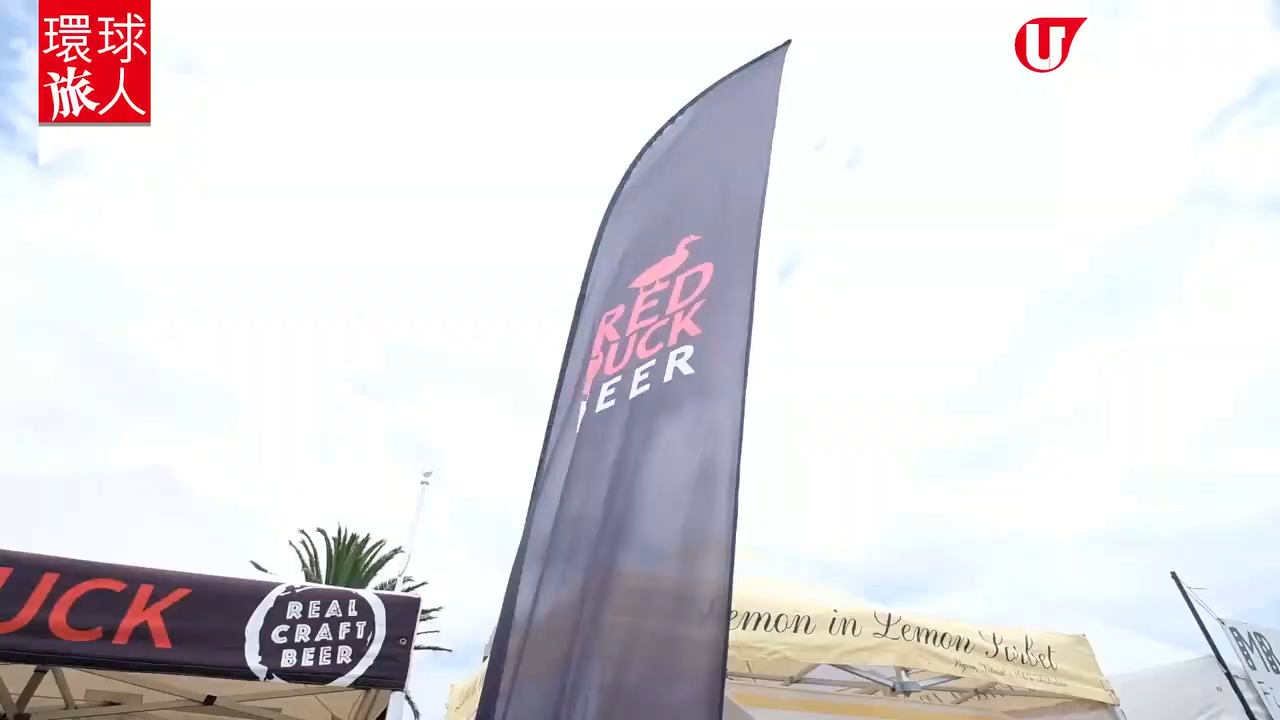 環球
旅人
U
RED
DUCK
BEER
UCK
REAL
CRAFT
BEER
emon in Lemon Sorbet